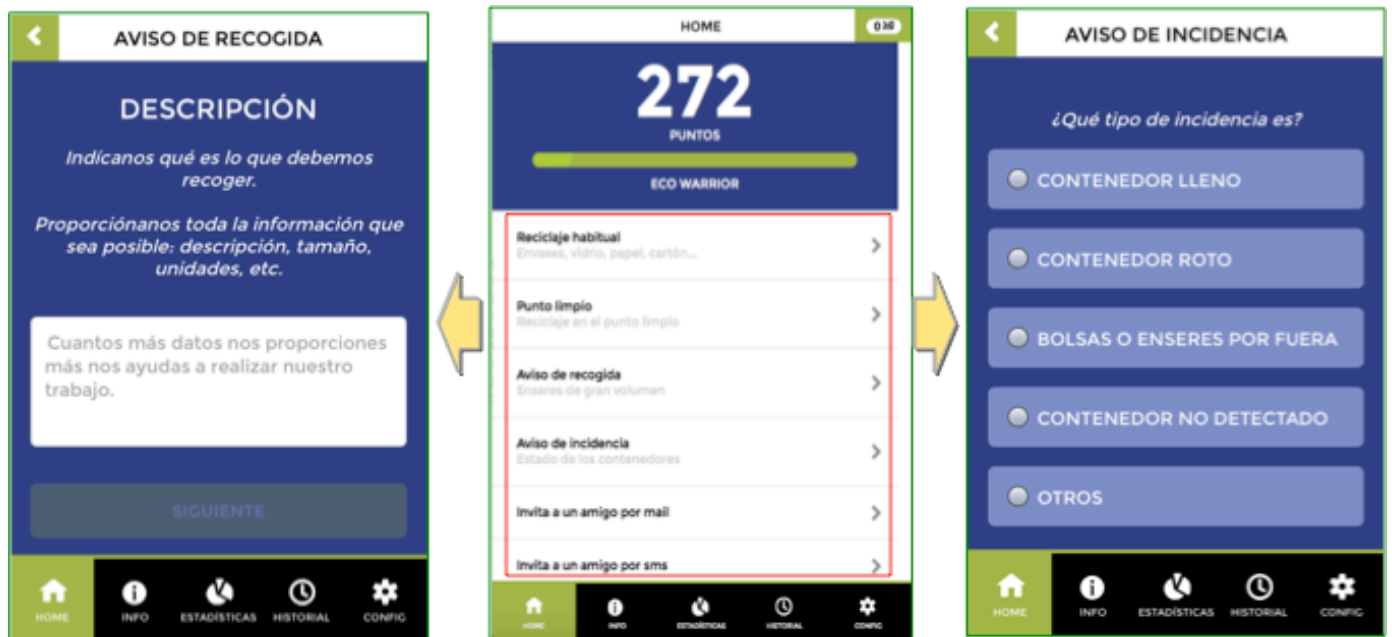 AVISO DE RECOGIDA
DESCRIPCIÓN
Indícanos qué es lo que debemos
recoger.
Proporciónanos toda la información que
sea posible: descripción, tamaño,
unidades, etc.
Cuantos más datos nos proporciones
más nos ayudas a realizar nuestro
trabajo.
SIGUIENTE
HOME
INFO
ESTADÍSTICAS
HISTORIAL
CONFIG
HOME
272
PUNTOS
ECO WARRIOR
Reciclaje habitual
Envases, vidrio, papel, cartón...
Punto limpio
Reciclaje en el punto limpio
Aviso de recogida
Enseres de gran volumen
Aviso de incidencia
Estado de los contenedores
Invita a un amigo por mail
Invita a un amigo por sms
HOME
INFO
ESTADÍSTICAS
HISTORIAL
CONFIG
AVISO DE INCIDENCIA
¿Qué tipo de incidencia es?
CONTENEDOR LLENO
CONTENEDOR ROTO
BOLSAS O ENSERES POR FUERA
CONTENEDOR NO DETECTADO
OTROS
HOME
INFO
ESTADÍSTICAS
HISTORIAL
CONFIG